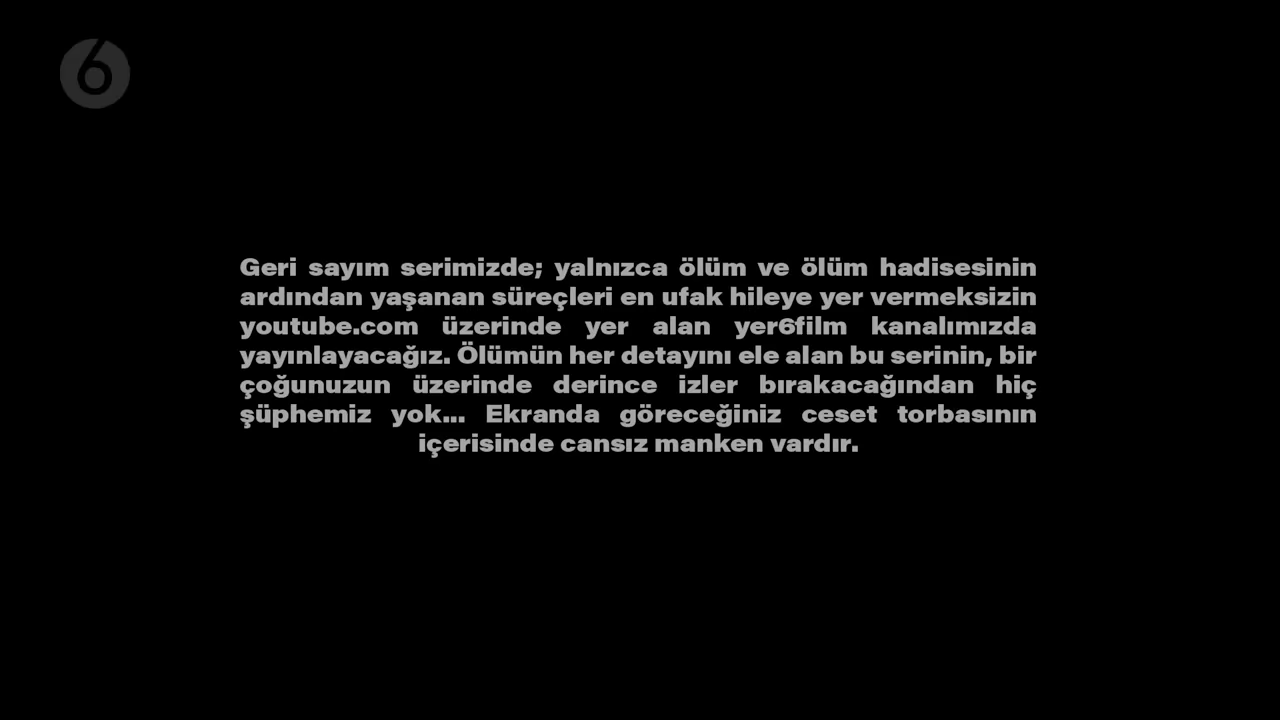 6
Geri sayım serimizde; yalnızca ölüm ve ölüm hadisesinin
ardından yaşanan süreçleri en ufak hileye yer vermeksizin
youtube.com üzerinde yer alan yer6film kanalımızda
yayınlayacağız. Ölümün her detayını ele alan bu serinin, bir
çoğunuzun üzerinde derince izler bırakacağından hiç
şüphemiz yok... Ekranda göreceğiniz ceset torbasının
içerisinde cansız manken vardır.